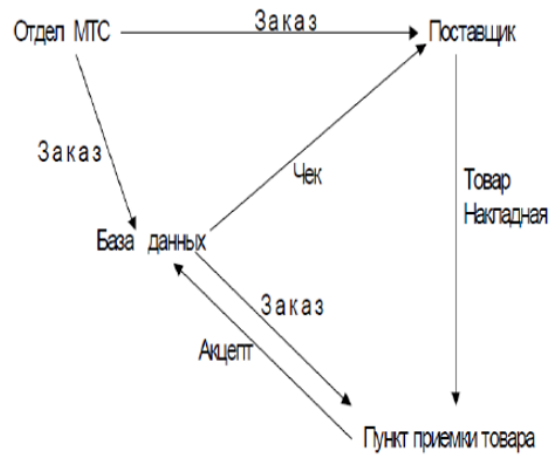 Отдел МТС
Заказ
Поставщик
Заказ
Чек
Товар
Накладная
База данных
Заказ
Акцепт
Пункт приемки товара